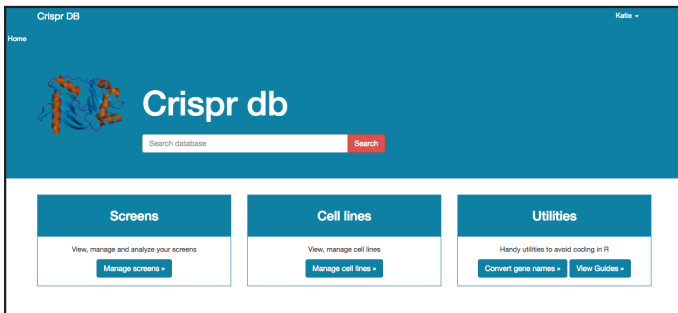 Crispr DB
Katie
Home
Crispr db
Search database
Search
Screens
View, manage and analyze your screens
Manage screens »
Cell lines
View, manage cell lines
Manage cell lines »
Utilities
Handy utilities to avoid coding in R
Convert gene names »
View Guides »